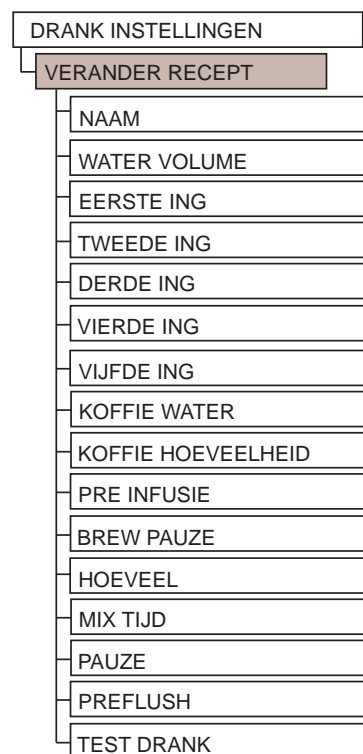 DRANK INSTELLINGEN
VERANDER RECEPT
NAAM
WATER VOLUME
EERSTE ING
TWEEDE ING
DERDE ING
VIERDE ING
VIJFDE ING
KOFFIE WATER
KOFFIE HOEVEELHEID
PRE INFUSIE
BREW PAUZE
HOEVEEL
MIX TIJD
PAUZE
PREFLUSH
TEST DRANK